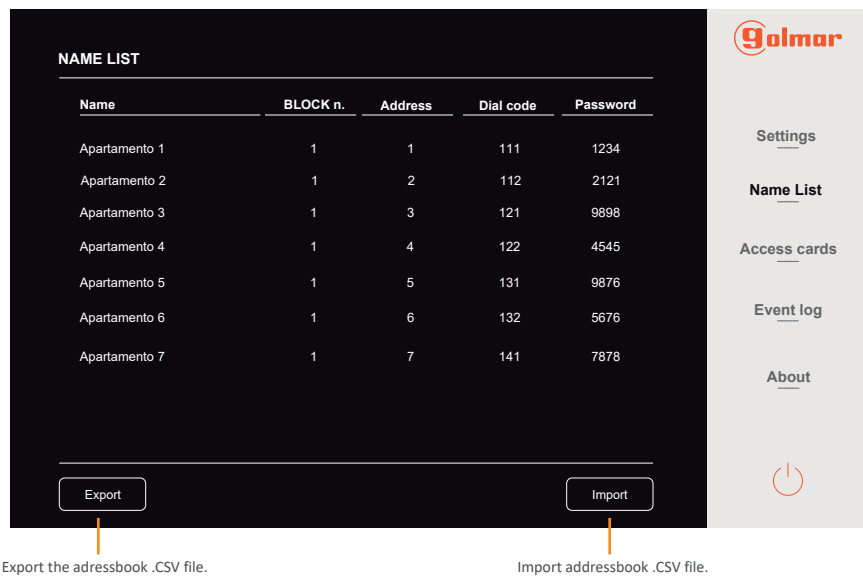 golmar
NAME LIST
Name BLOCK n. Address Dial code Password
Apartamento 1 1 1 111 1234
Apartamento 2 1 2 112 2121
Apartamento 3 1 3 121 9898
Apartamento 4 1 4 122 4545
Apartamento 5 1 5 131 9876
Apartamento 6 1 6 132 5676
Apartamento 7 1 7 141 7878
Export Import
Settings
Name List
Access cards
Event log
About
Export the adressbook .CSV file. Import addressbook .CSV file.